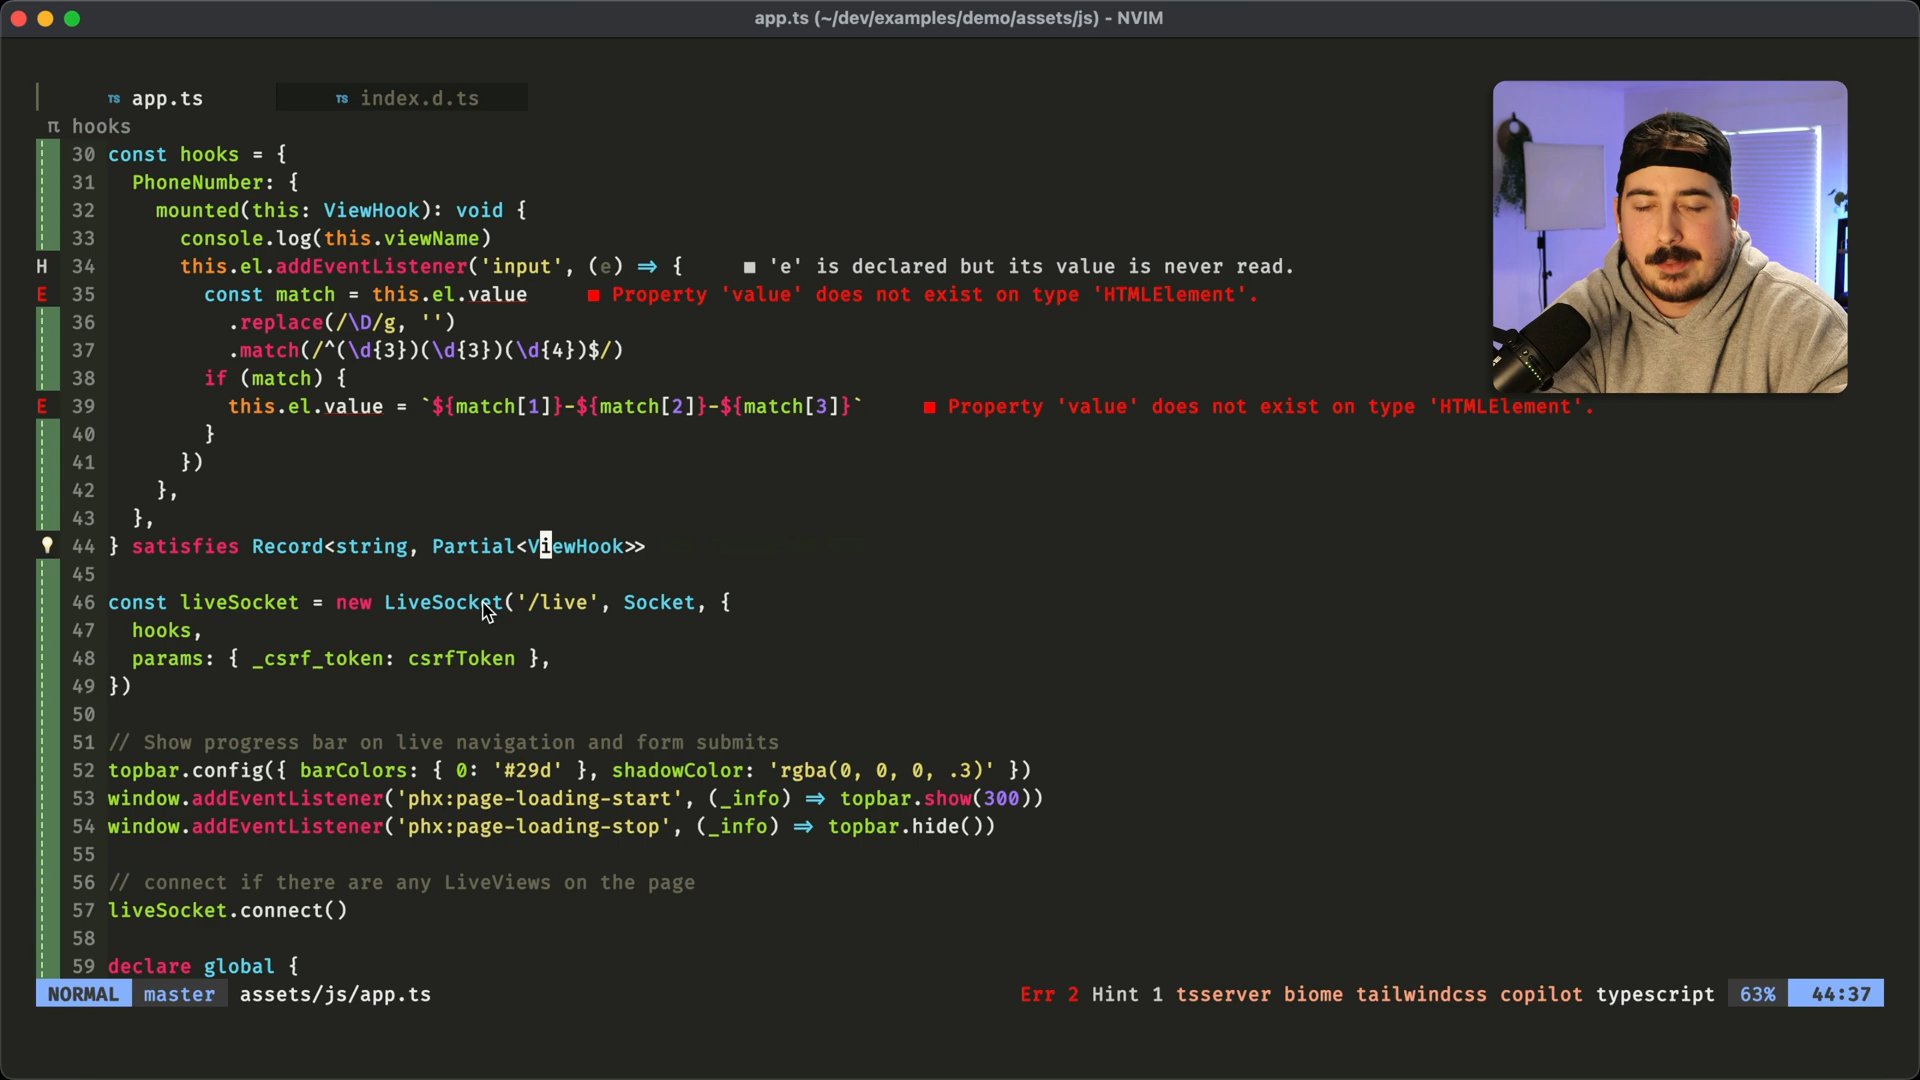 app.ts (~/dev/examples/demo/assets/js) - NVIM
TS app.ts TS index.d.ts
π hooks
30 const hooks = {
31 PhoneNumber: {
32 mounted(this: ViewHook): void {
33 console.log(this.viewName)
H 34 this.el.addEventListener('input', (e) => { ■ 'e' is declared but its value is never read.
E 35 const match = this.el.value ■ Property 'value' does not exist on type 'HTMLElement'.
36 .replace(/\D/g, '')
37 .match(/^(\d{3})(\d{3})(\d{4})$/)
38 if (match) {
E 39 this.el.value = `${match[1]}-${match[2]}-${match[3]}` ■ Property 'value' does not exist on type 'HTMLElement'.
40 }
41 })
42 },
43 },
44 } satisfies Record<string, Partial<ViewHook>>
45
46 const liveSocket = new LiveSocket('/live', Socket, {
47 hooks,
48 params: { _csrf_token: csrfToken },
49 })
50
51 // Show progress bar on live navigation and form submits
52 topbar.config({ barColors: { 0: '#29d' }, shadowColor: 'rgba(0, 0, 0, .3)' })
53 window.addEventListener('phx:page-loading-start', (_info) => topbar.show(300))
54 window.addEventListener('phx:page-loading-stop', (_info) => topbar.hide())
55
56 // connect if there are any LiveViews on the page
57 liveSocket.connect()
58
59 declare global {
NORMAL master assets/js/app.ts Err 2 Hint 1 tsserver biome tailwindcss copilot typescript 63% 44:37